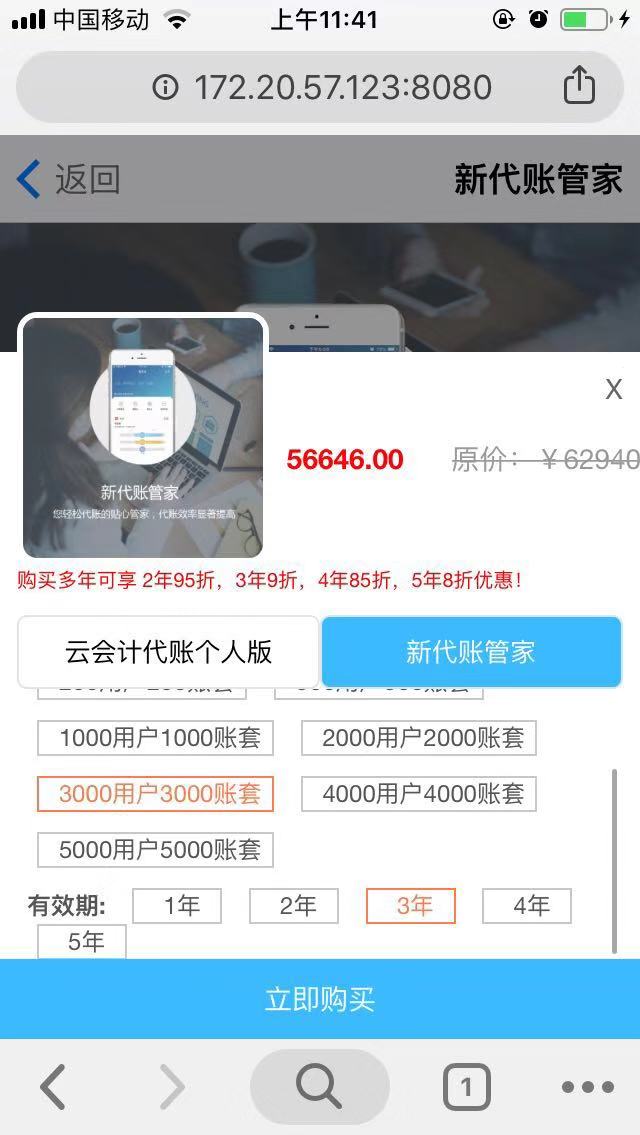 中国移动
上午11:41
172.20.57.123:8080
返回
新代账管家
新代账管家
您轻松代账的贴心管家，代账效率显著提高
X
56646.00
原价：￥62940
购买多年可享 2年95折，3年9折，4年85折，5年8折优惠！
云会计代账个人版
新代账管家
1000用户1000账套
2000用户2000账套
3000用户3000账套
4000用户4000账套
5000用户5000账套
有效期: 1年 2年 3年 4年
5年
立即购买
1